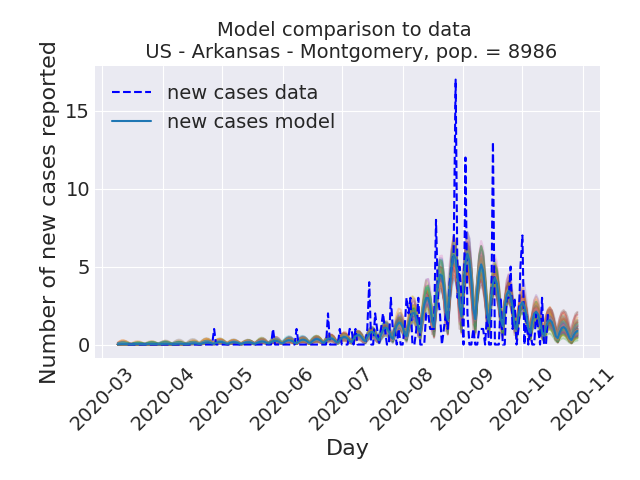 Model comparison to data
US - Arkansas - Montgomery, pop. = 8986
Number of new cases reported
new cases data
new cases model
15
10
5
0
2020-03
2020-04
2020-05
2020-06
2020-07
2020-08
2020-09
2020-10
2020-11
Day